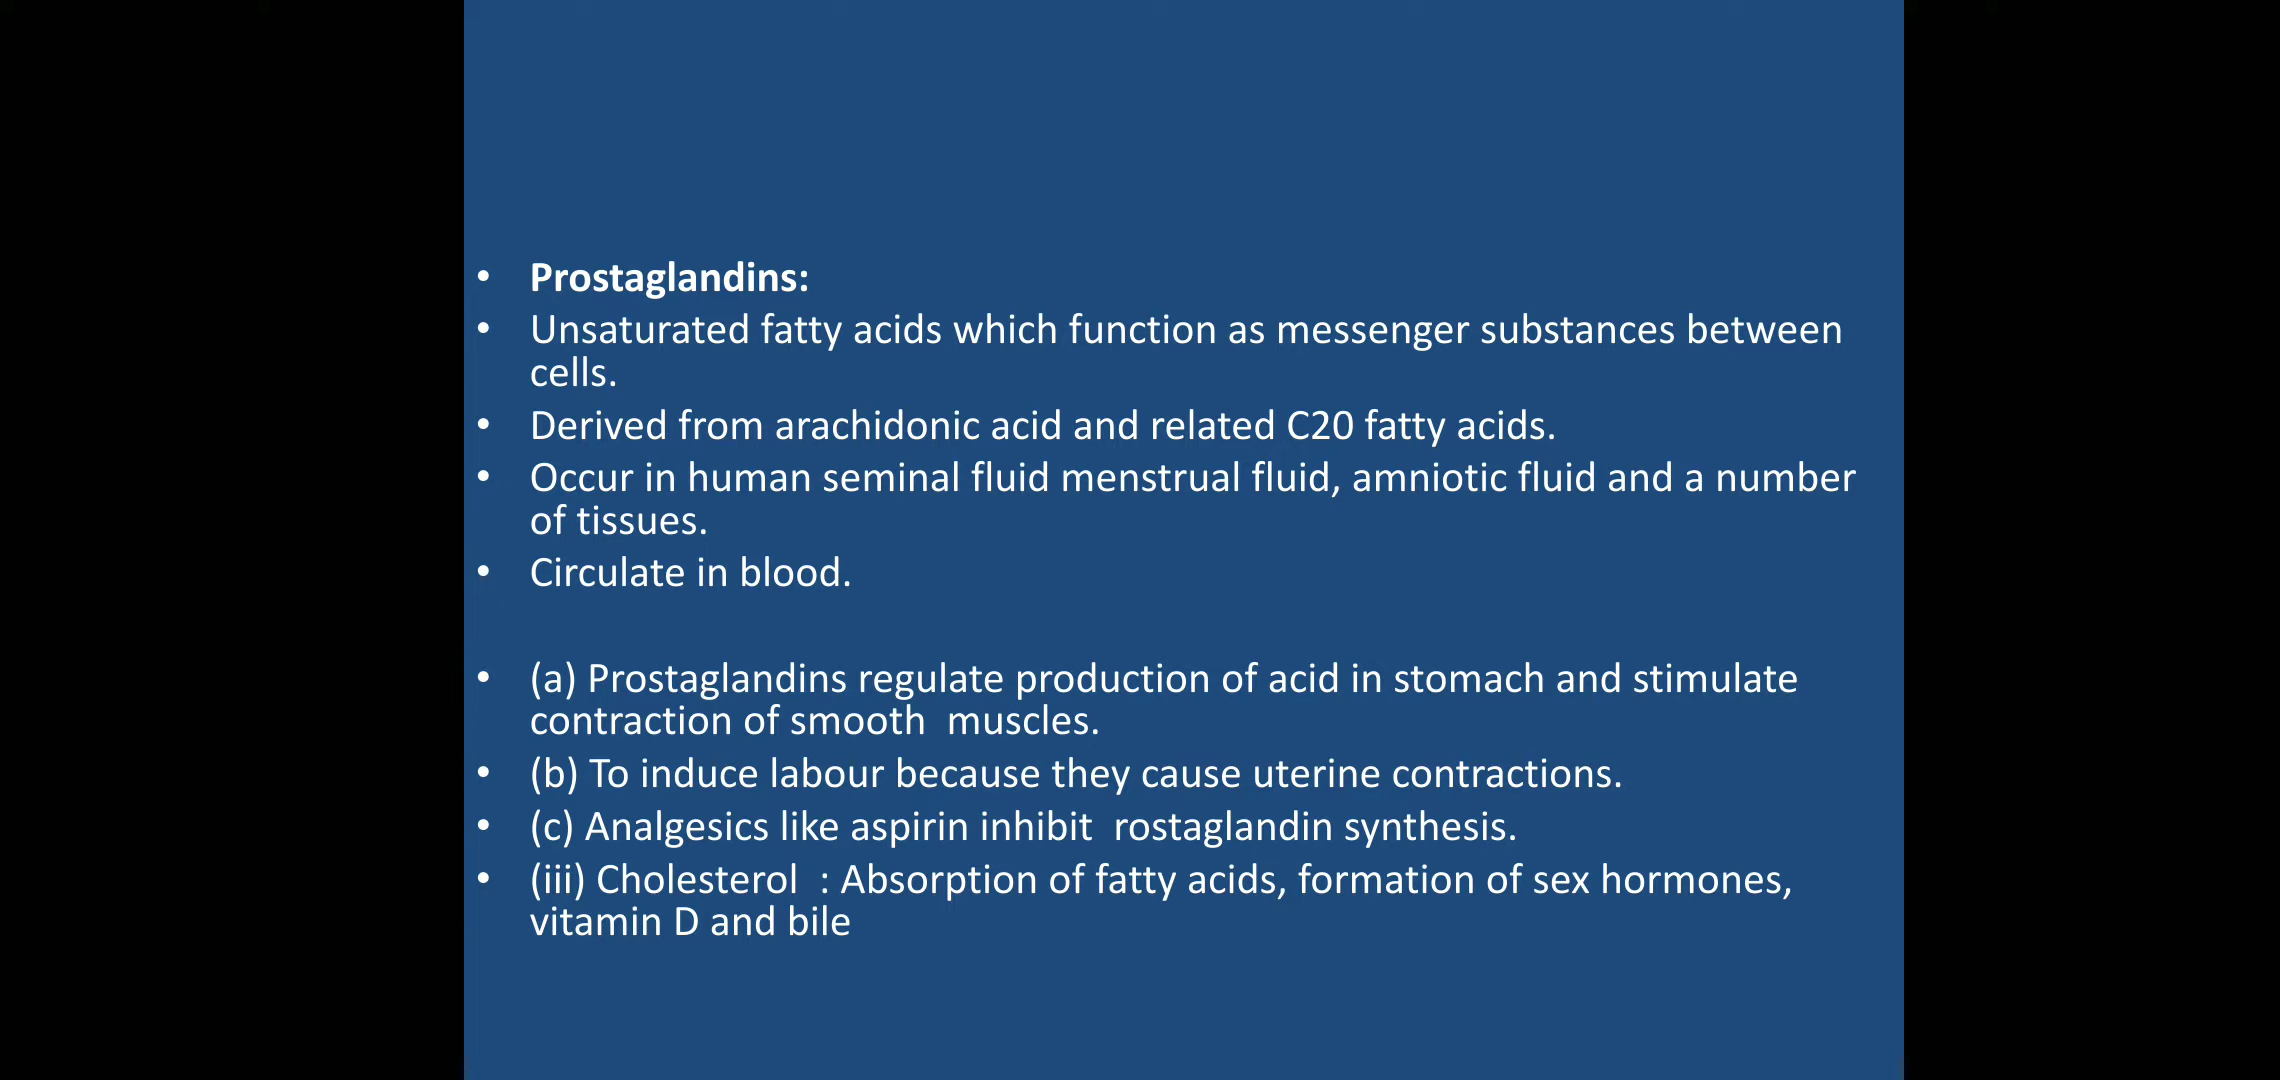 • Prostaglandins:
• Unsaturated fatty acids which function as messenger substances between
cells.
• Derived from arachidonic acid and related C20 fatty acids.
• Occur in human seminal fluid menstrual fluid, amniotic fluid and a number
of tissues.
• Circulate in blood.
• (a) Prostaglandins regulate production of acid in stomach and stimulate
contraction of smooth  muscles.
• (b) To induce labour because they cause uterine contractions.
• (c) Analgesics like aspirin inhibit  rostaglandin synthesis.
• (iii) Cholesterol  : Absorption of fatty acids, formation of sex hormones,
vitamin D and bile